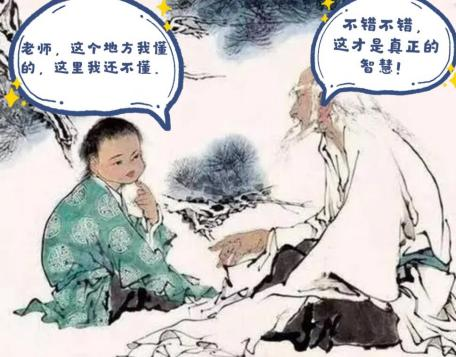 老师，这个地方我懂
的，这里我还不懂.
不错不错，
这才是真正的
智慧！